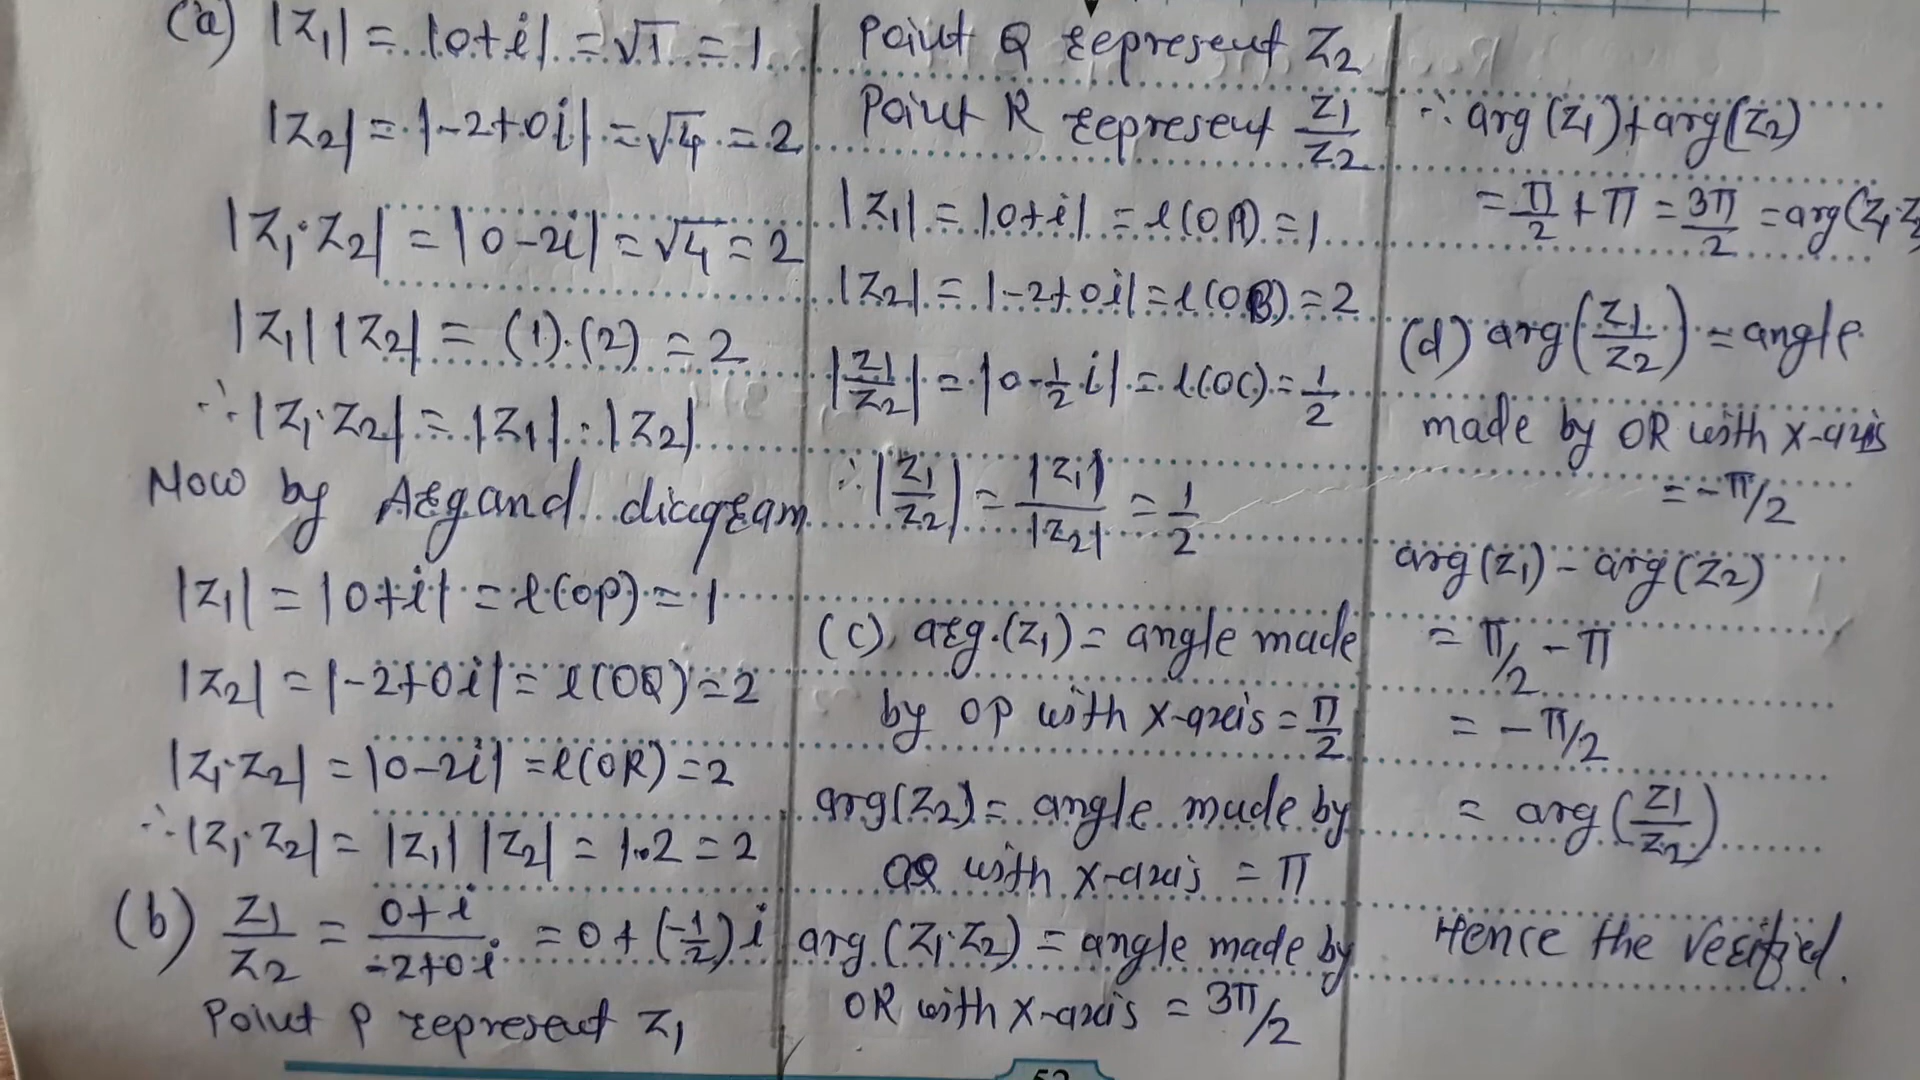 (a) |z₁| = |0+i| = √1 = 1
|z₂| = |-2+0i| = √4 = 2
|z₁·z₂| = |0-2i| = √4 = 2
|z₁| |z₂| = (1)·(2) = 2
∴ |z₁·z₂| = |z₁|·|z₂|
Now by Argand diagram
|z₁| = |0+i| = l(OP) = 1
|z₂| = |-2+0i| = l(OQ) = 2
|z₁·z₂| = |0-2i| = l(OR) = 2
∴ |z₁·z₂| = |z₁| |z₂| = 1·2 = 2
(b) z₁/z₂ = (0+i)/(-2+0i) = 0+(-1/2)i
Point P represent z₁
Point Q represent z₂
Point R represent z₁/z₂
|z₁| = |0+i| = l(OA) = 1
|z₂| = |-2+0i| = l(OB) = 2
|z₁/z₂| = |0-1/2 i| = l(OC) = 1/2
∴ |z₁/z₂| = |z₁|/|z₂| = 1/2
(c) arg.(z₁) = angle made
by OP with x-axis = π/2
arg(z₂) = angle made by
OQ with x-axis = π
arg(z₁·z₂) = angle made by
OR with x-axis = 3π/2
∴ arg(z₁)+arg(z₂)
= π/2 + π = 3π/2 = arg(z₁·z₂
(d) arg(z₁/z₂) = angle
made by OR with x-axis
= -π/2
arg(z₁) - arg(z₂)
= π/2 - π
= -π/2
= arg(z₁/z₂)
Hence the verified.
52